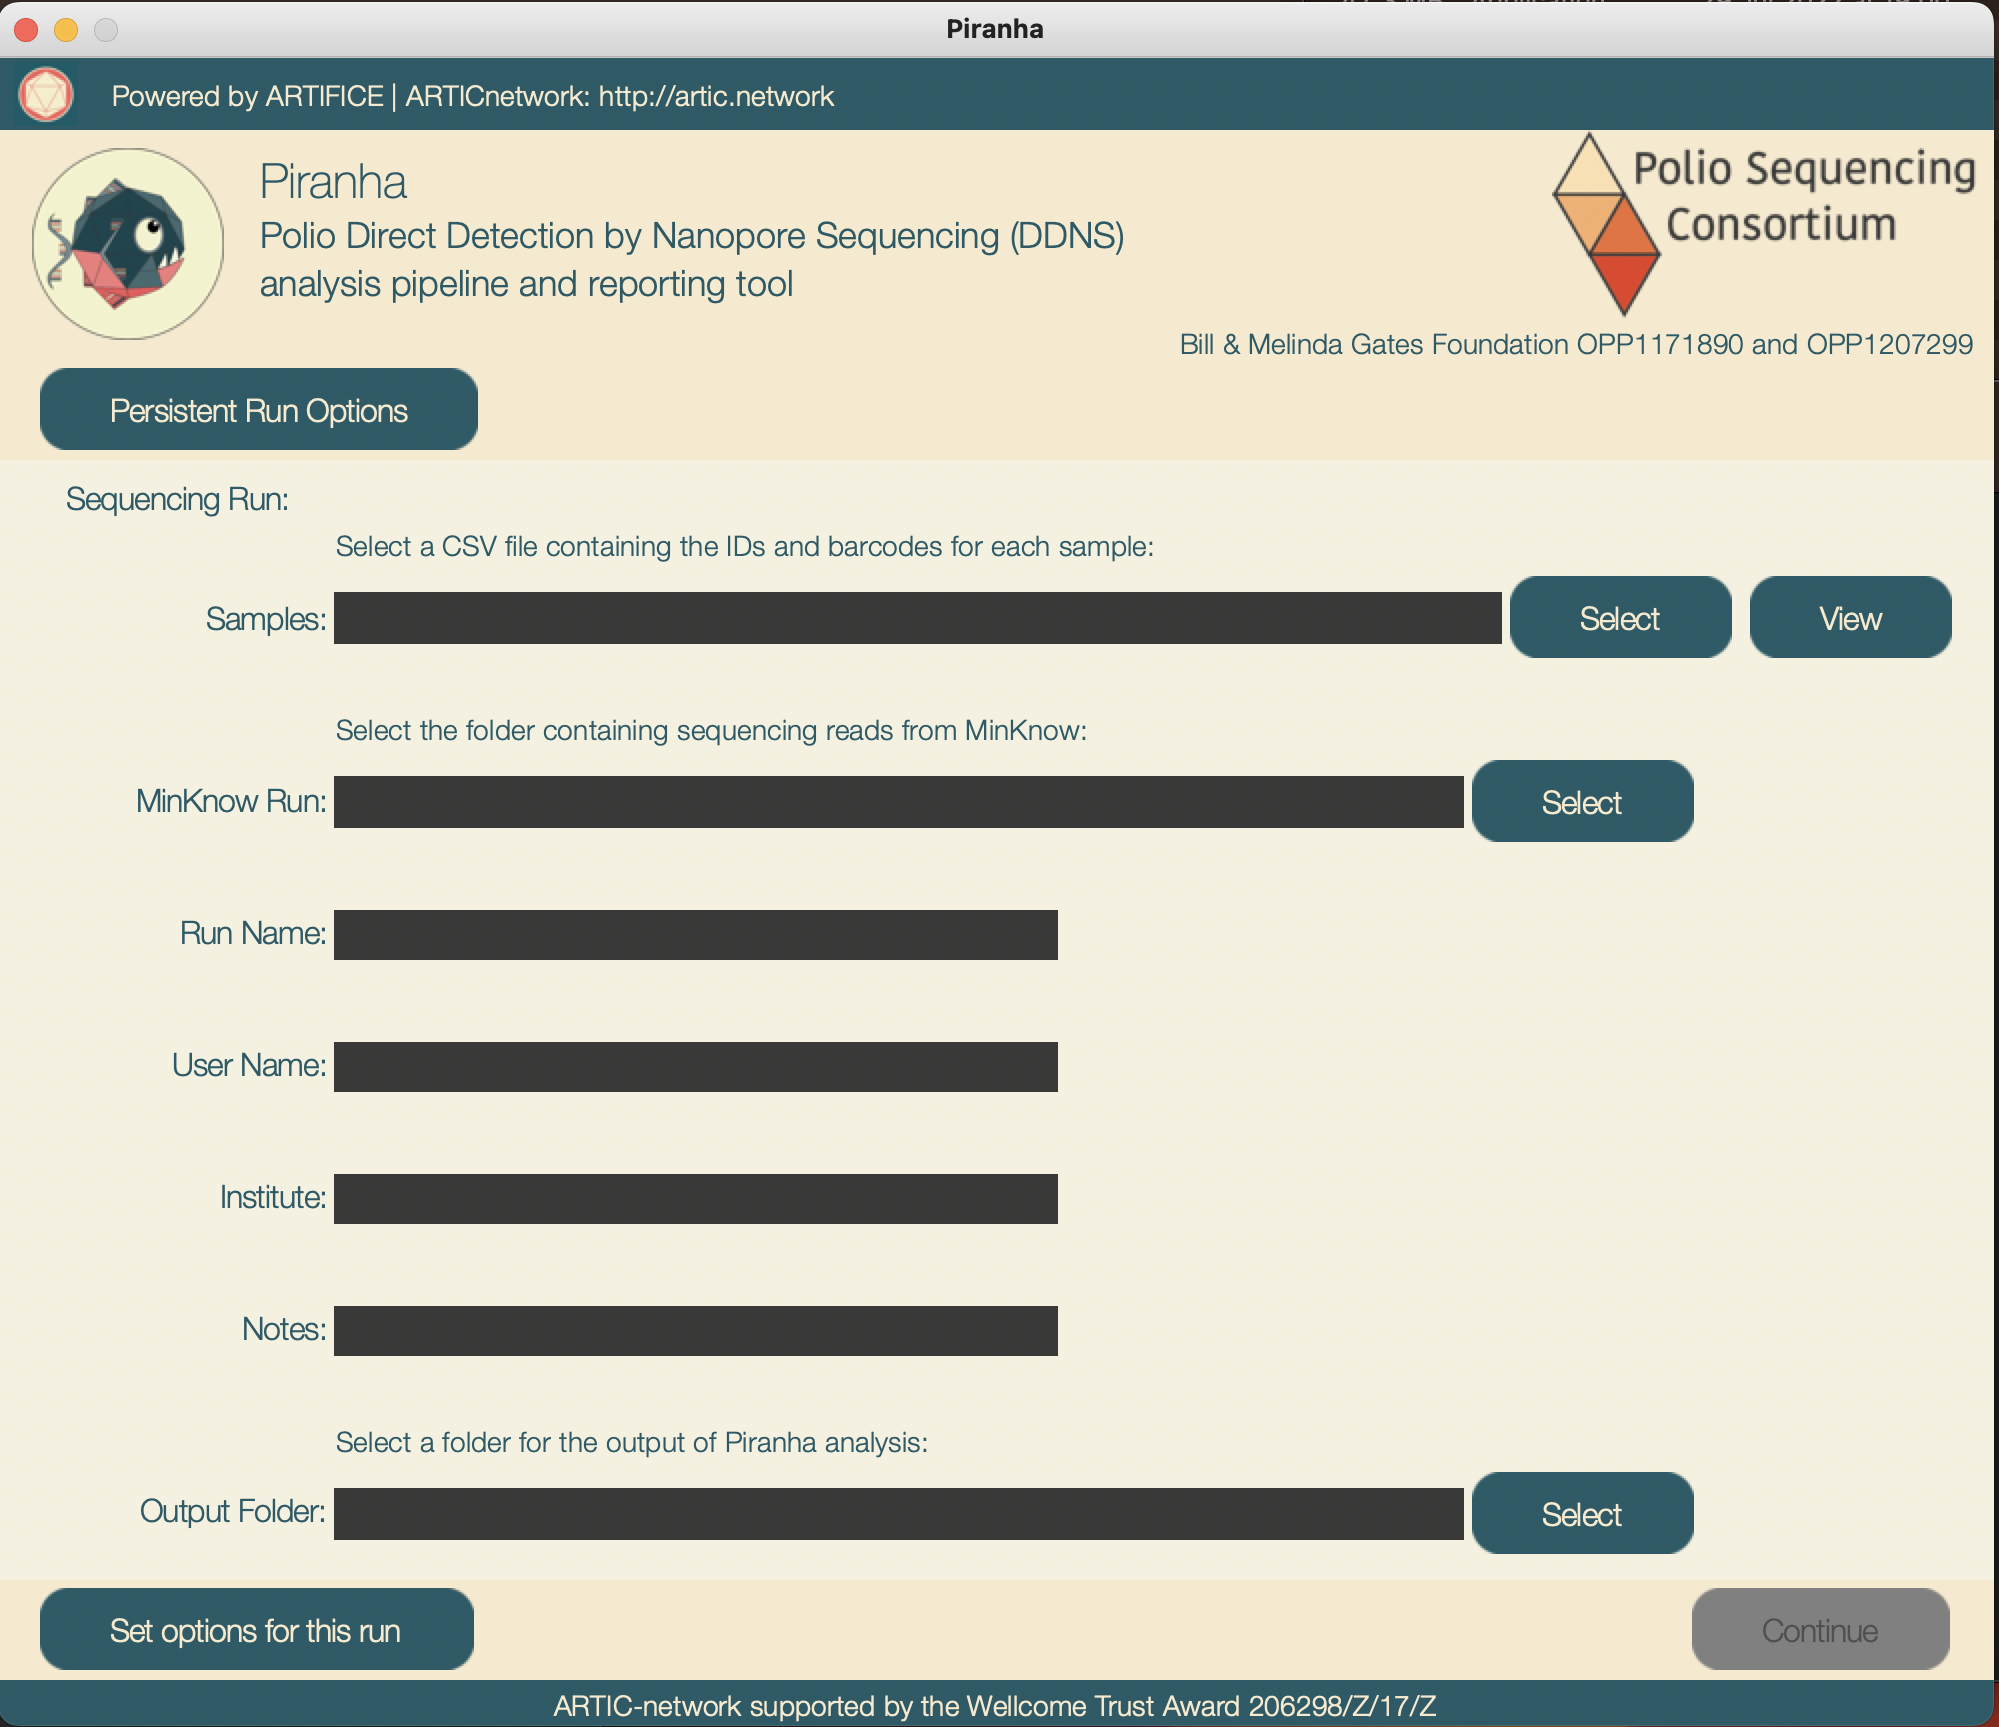 Piranha
Powered by ARTIFICE | ARTICnetwork: http://artic.network
Piranha
Polio Direct Detection by Nanopore Sequencing (DDNS)
analysis pipeline and reporting tool
Polio Sequencing
Consortium
Bill & Melinda Gates Foundation OPP1171890 and OPP1207299
Persistent Run Options
Sequencing Run:
Select a CSV file containing the IDs and barcodes for each sample:
Samples: Select View
Select the folder containing sequencing reads from MinKnow:
MinKnow Run: Select
Run Name:
User Name:
Institute:
Notes:
Select a folder for the output of Piranha analysis:
Output Folder: Select
Set options for this run Continue
ARTIC-network supported by the Wellcome Trust Award 206298/Z/17/Z